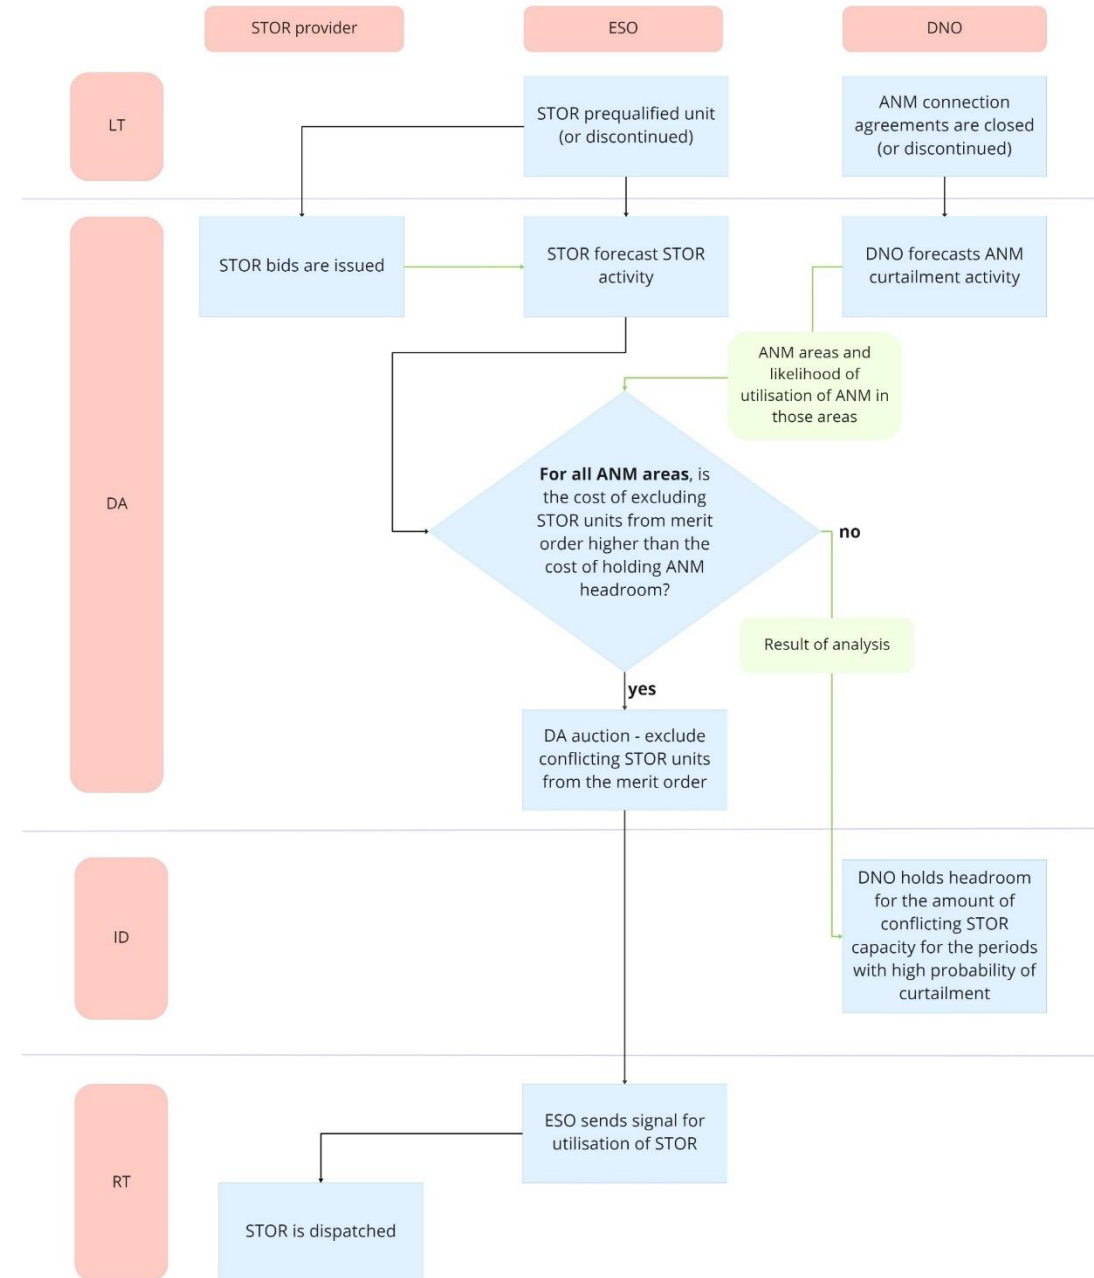 STOR provider
ESO
DNO
LT
STOR prequalified unit
(or discontinued)
ANM connection
agreements are closed
(or discontinued)
DA
STOR bids are issued
STOR forecast STOR
activity
DNO forecasts ANM
curtailment activity
ANM areas and
likelihood of
utilisation of ANM in
those areas
For all ANM areas, is
the cost of excluding
STOR units from merit
order higher than the
cost of holding ANM
headroom?
no
Result of analysis
yes
DA auction - exclude
conflicting STOR units
from the merit order
ID
DNO holds headroom
for the amount of
conflicting STOR
capacity for the periods
with high probability of
curtailment
RT
ESO sends signal for
utilisation of STOR
STOR is dispatched